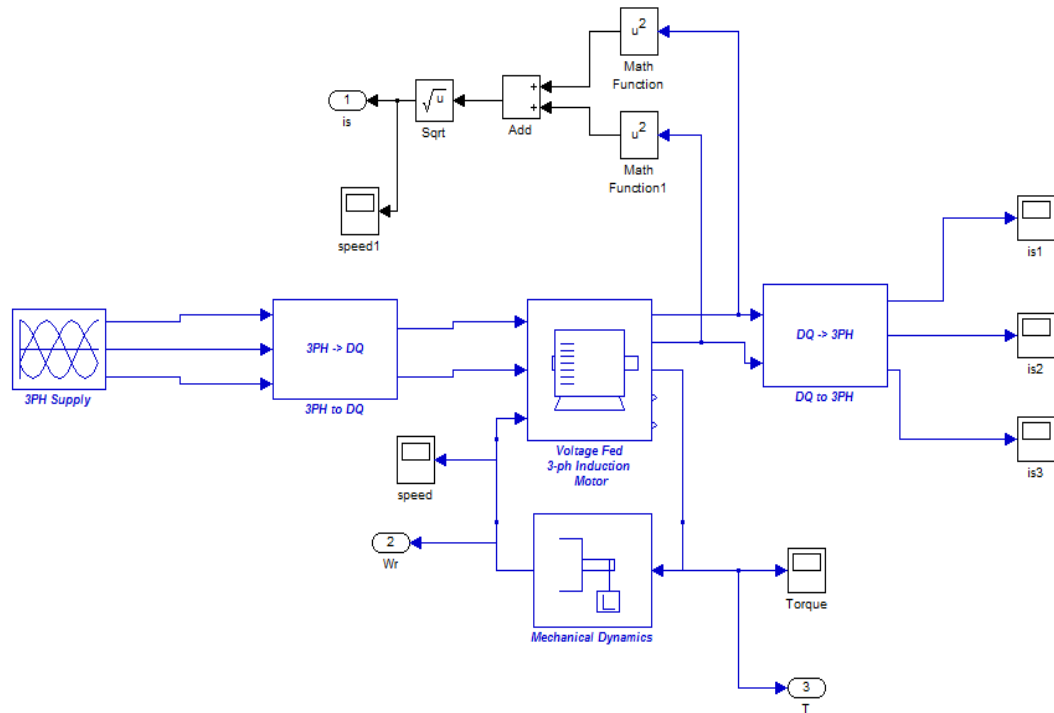 u²
Math
Function
1
is
√u
Sqrt
+
+
Add
u²
Math
Function1
speed1
is1
3PH Supply
3PH -> DQ
3PH to DQ
Voltage Fed
3-ph Induction
Motor
DQ -> 3PH
DQ to 3PH
is2
is3
speed
2
Wr
L
Mechanical Dynamics
Torque
3
T